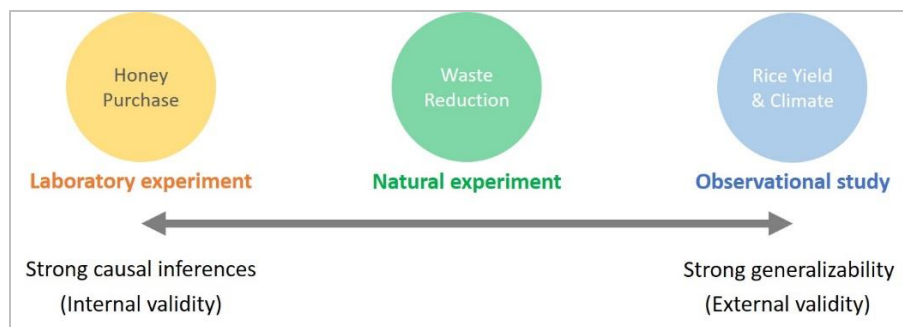 Honey
Purchase
Waste
Reduction
Rice Yield
& Climate
Laboratory experiment
Natural experiment
Observational study
Strong causal inferences
(Internal validity)
Strong generalizability
(External validity)